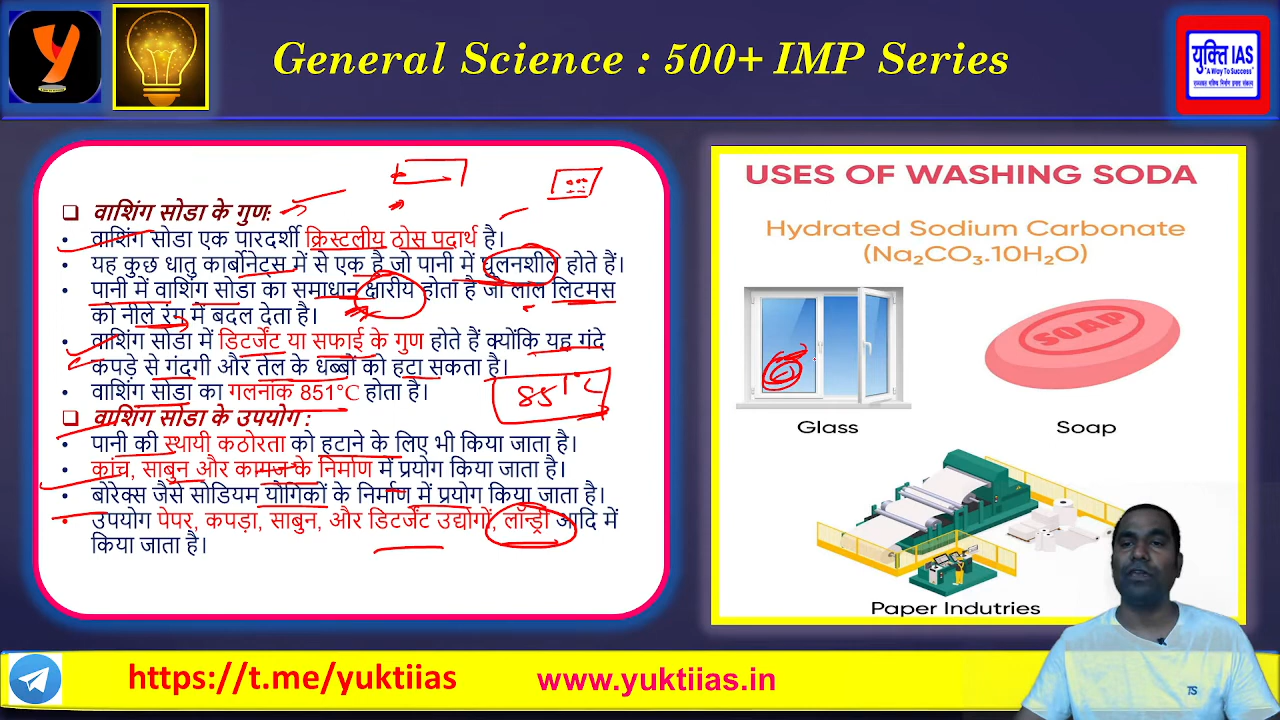 General Science : 500+ IMP Series
युक्ति IAS
"A Way To Success"
वाशिंग सोडा के गुण:
वाशिंग सोडा एक पारदर्शी क्रिस्टलीय ठोस पदार्थ है।
यह कुछ धातु कार्बोनेट्स में से एक है जो पानी में घुलनशील होते हैं।
पानी में वाशिंग सोडा का समाधान क्षारीय होता है जो लाल लिटमस
को नीले रंग में बदल देता है।
वाशिंग सोडा में डिटर्जेंट या सफाई के गुण होते हैं क्योंकि यह गंदे
कपड़े से गंदगी और तेल के धब्बों को हटा सकता है।
वाशिंग सोडा का गलनांक 851°C होता है।
851°C
वाशिंग सोडा के उपयोग :
पानी की स्थायी कठोरता को हटाने के लिए भी किया जाता है।
कांच, साबुन और कागज के निर्माण में प्रयोग किया जाता है।
बोरेक्स जैसे सोडियम यौगिकों के निर्माण में प्रयोग किया जाता है।
उपयोग पेपर, कपड़ा, साबुन, और डिटर्जेंट उद्योगों, लॉन्ड्री आदि में
किया जाता है।
USES OF WASHING SODA
Hydrated Sodium Carbonate
(Na₂CO₃.10H₂O)
SOAP
Glass
Soap
Paper Indutries
https://t.me/yuktiias
www.yuktiias.in
TS